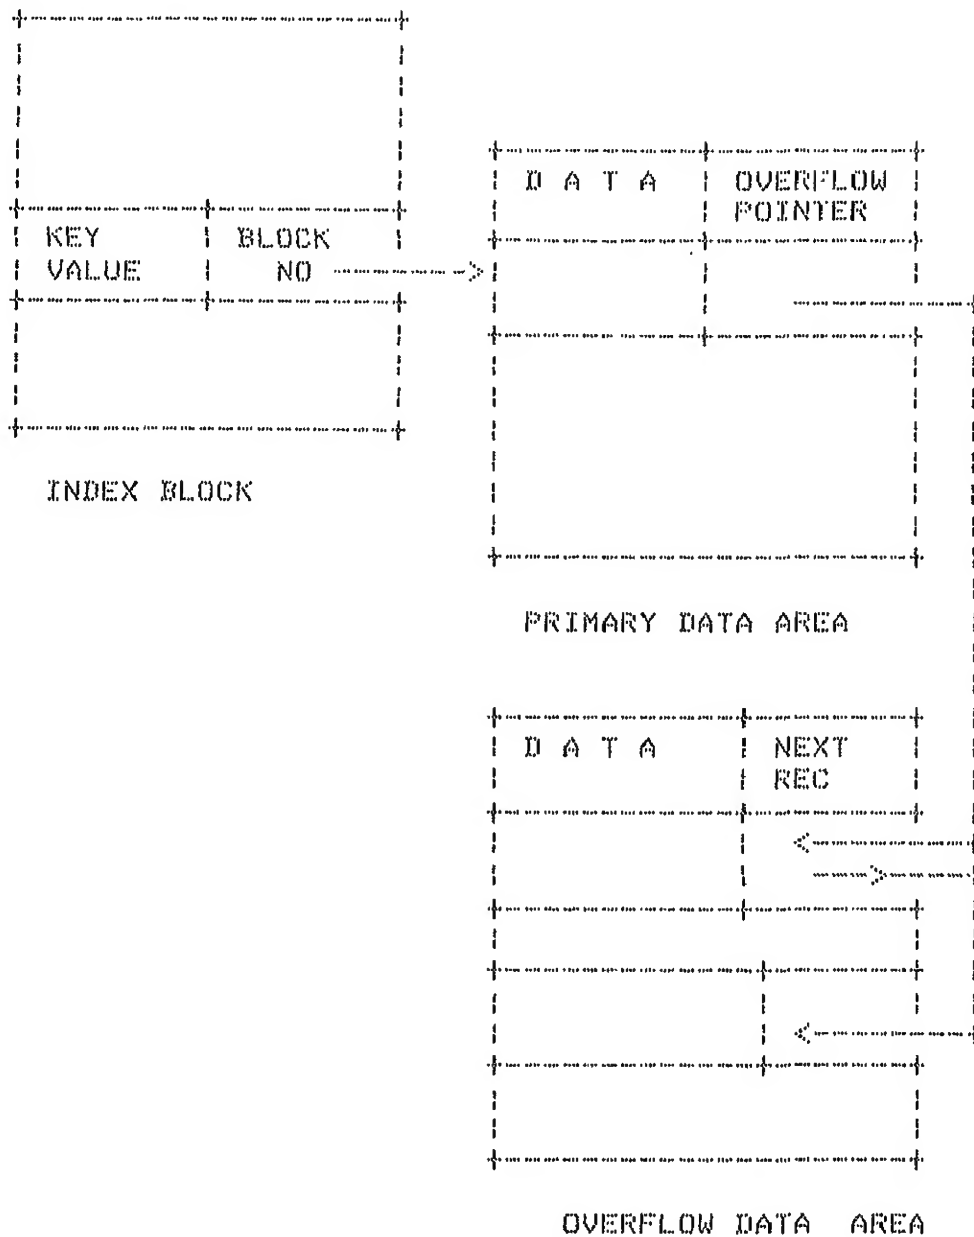 KEY VALUE
BLOCK NO
INDEX BLOCK
D A T A
OVERFLOW POINTER
PRIMARY DATA AREA
D A T A
NEXT REC
OVERFLOW DATA AREA